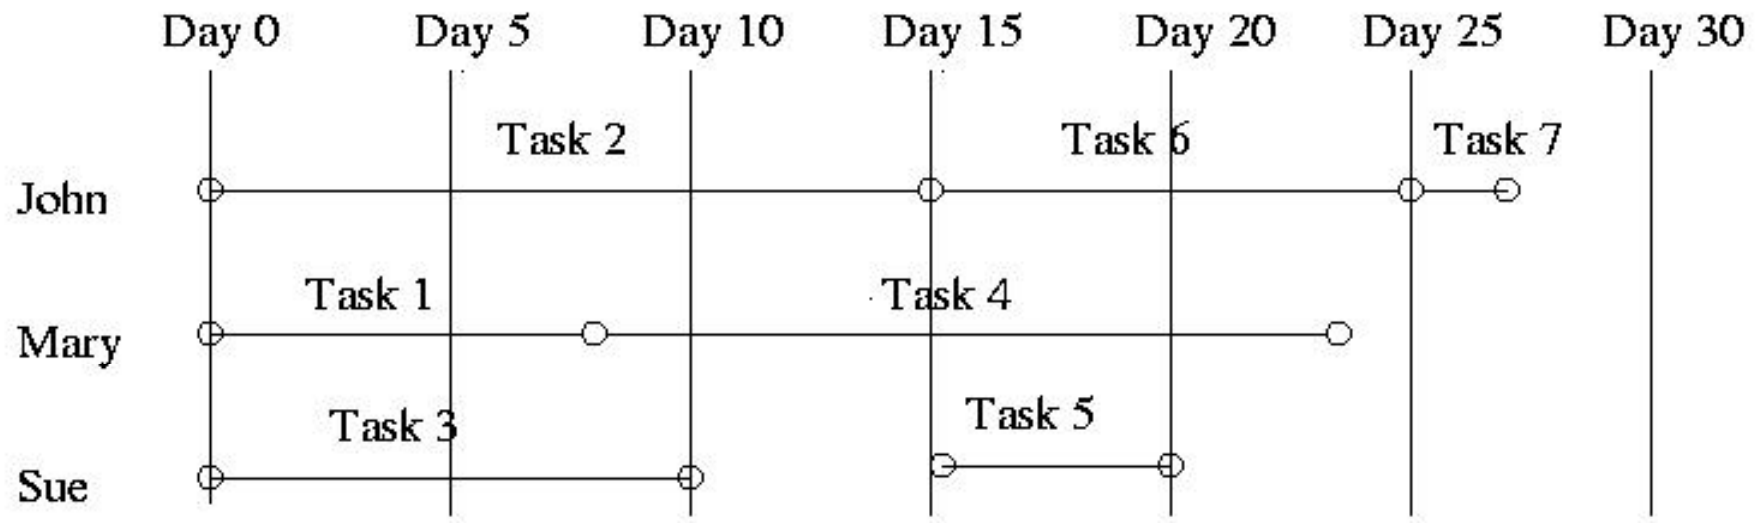 Day 0 Day 5 Day 10 Day 15 Day 20 Day 25 Day 30
Task 2 Task 6 Task 7
John
Task 1 Task 4
Mary
Task 3 Task 5
Sue